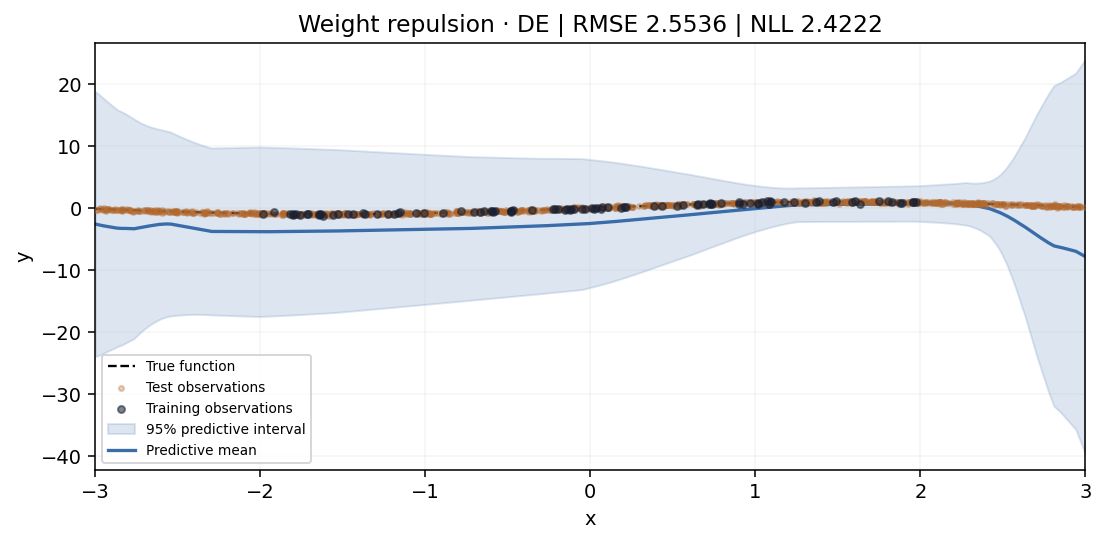 Weight repulsion · DE | RMSE 2.5536 | NLL 2.4222
y
20
10
0
−10
−20
−30
−40
True function
Test observations
Training observations
95% predictive interval
Predictive mean
−3 −2 −1 0 1 2 3
x